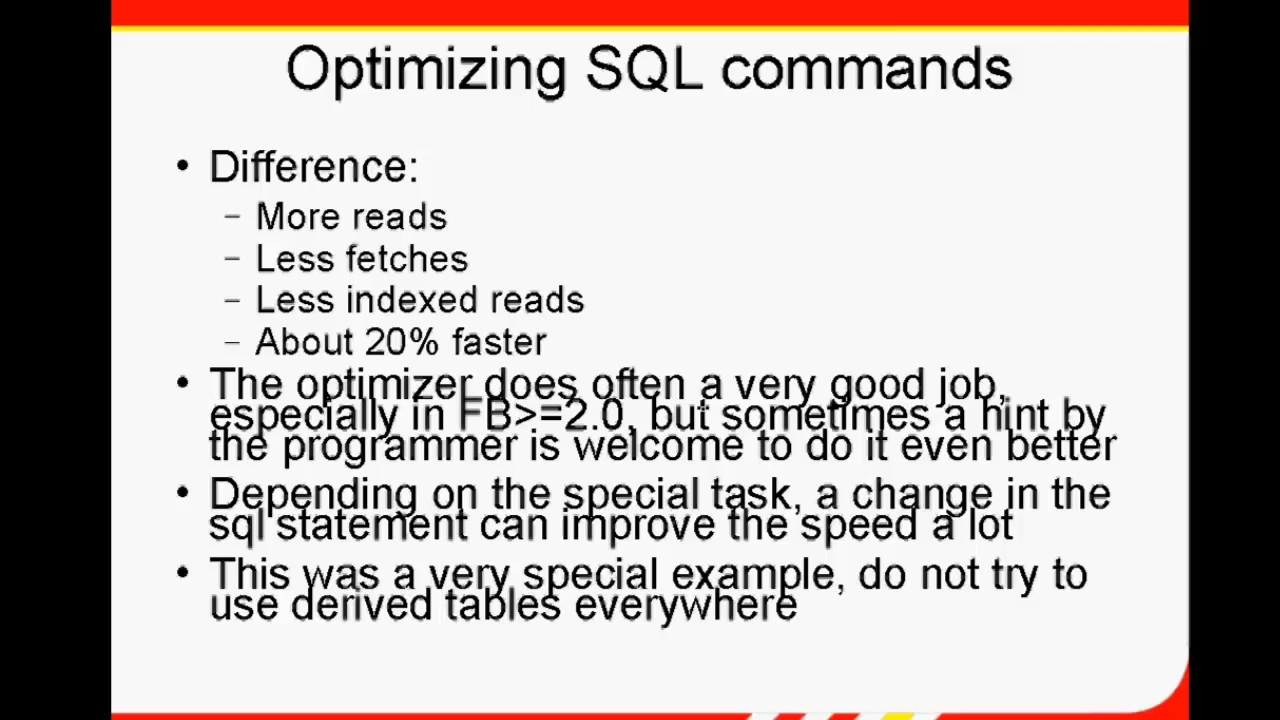 Optimizing SQL commands
• Difference:
– More reads
– Less fetches
– Less indexed reads
– About 20% faster
• The optimizer does often a very good job,
especially in FB>=2.0, but sometimes a hint by
the programmer is welcome to do it even better
• Depending on the special task, a change in the
sql statement can improve the speed a lot
• This was a very special example, do not try to
use derived tables everywhere